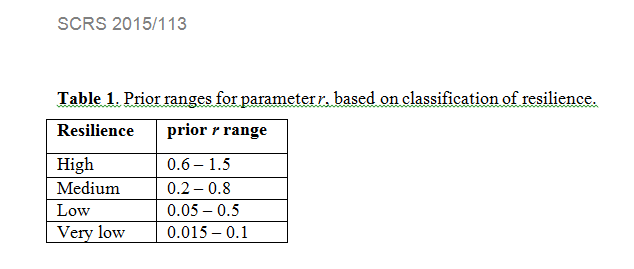 SCRS 2015/113
Table 1. Prior ranges for parameter r, based on classification of resilience.
Resilience prior r range
High 0.6 – 1.5
Medium 0.2 – 0.8
Low 0.05 – 0.5
Very low 0.015 – 0.1